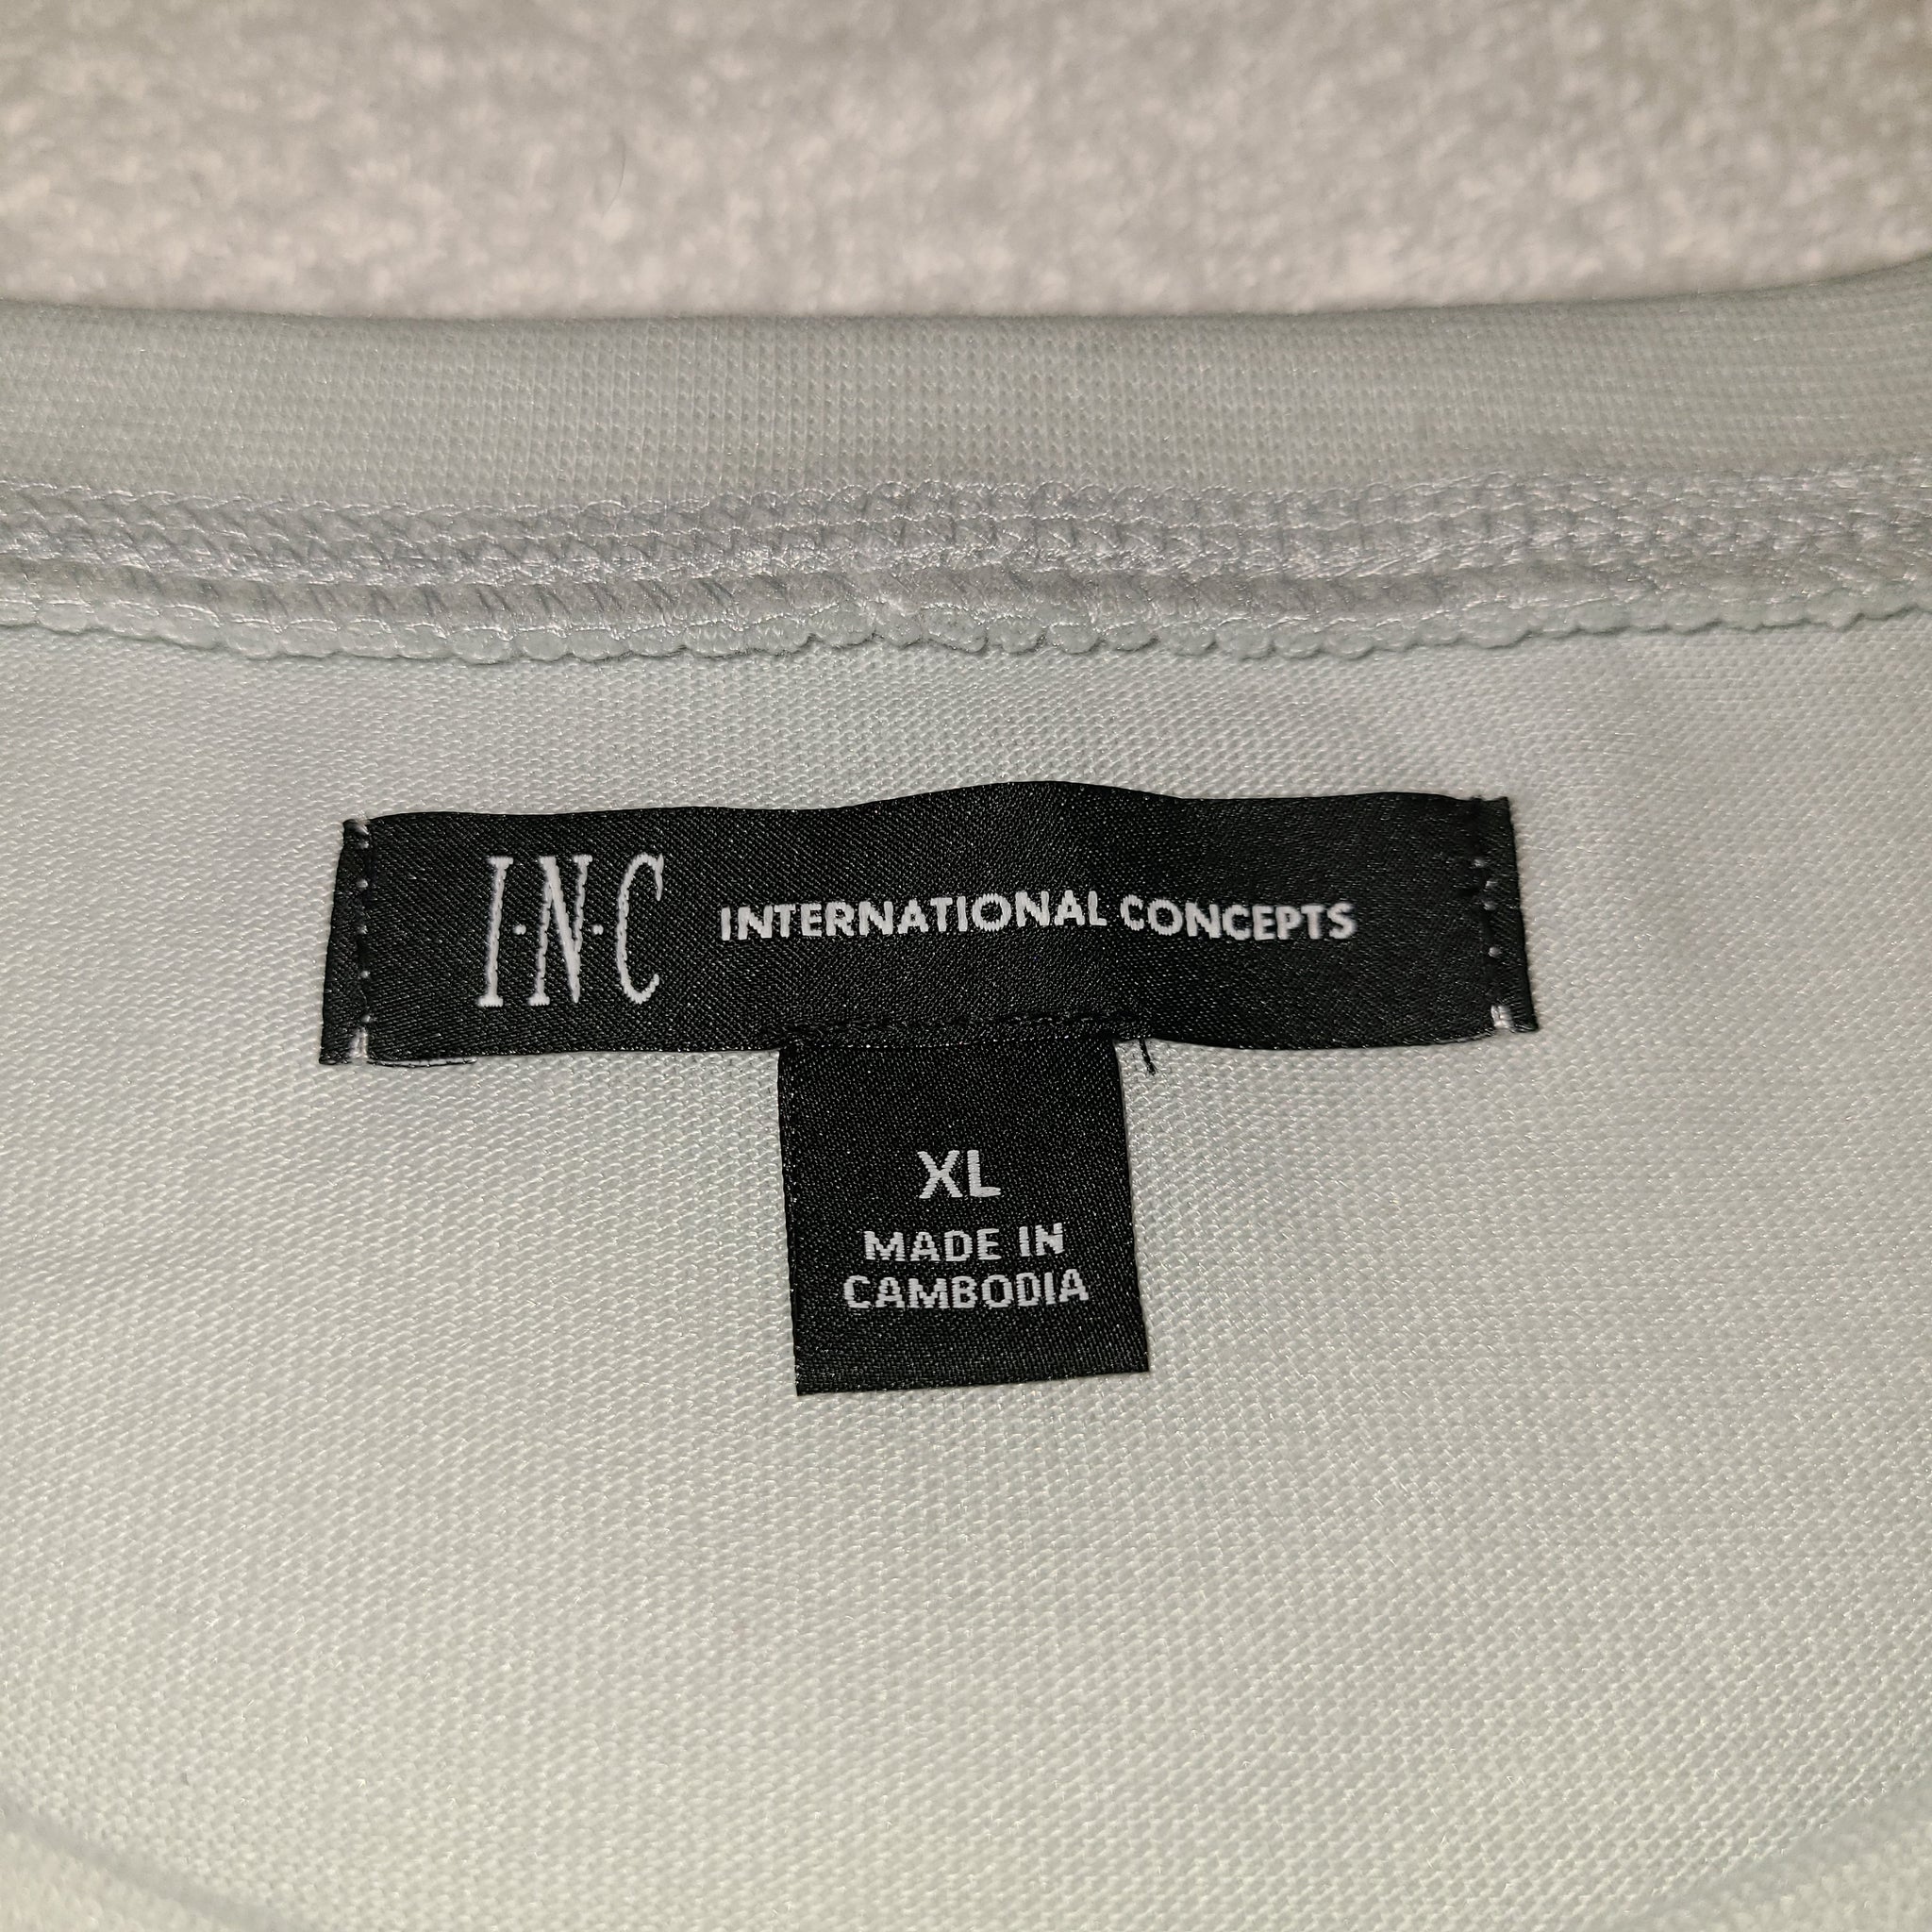 I·N·C INTERNATIONAL CONCEPTS
XL
MADE IN
CAMBODIA